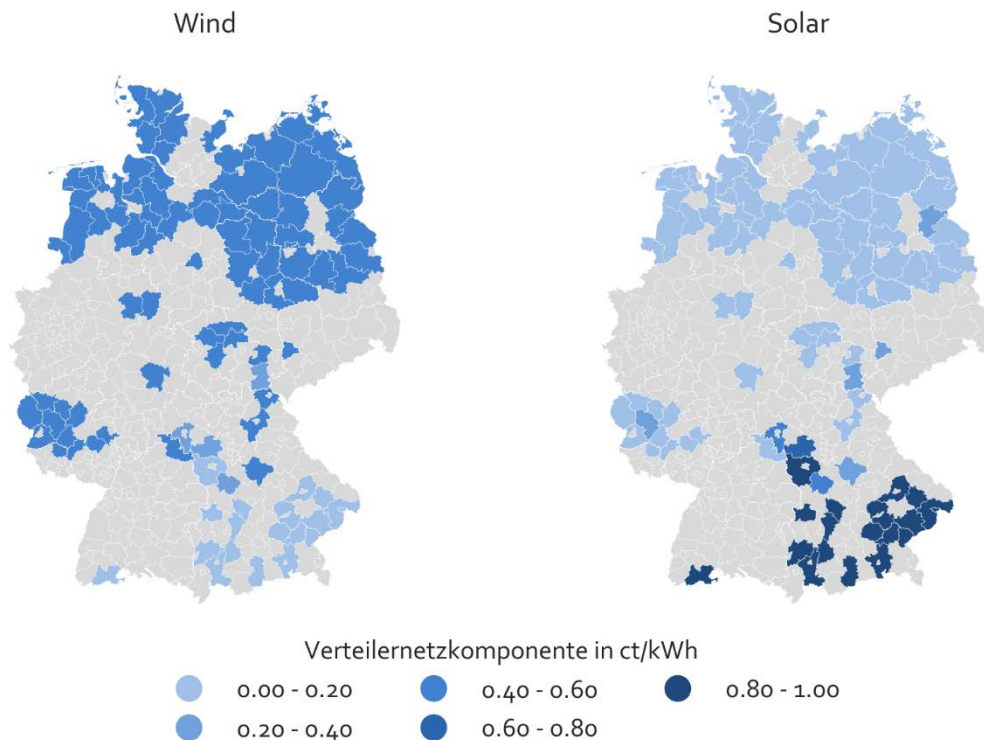 Wind
Solar
Verteilernetzkomponente in ct/kWh
0.00 - 0.20
0.40 - 0.60
0.80 - 1.00
0.20 - 0.40
0.60 - 0.80